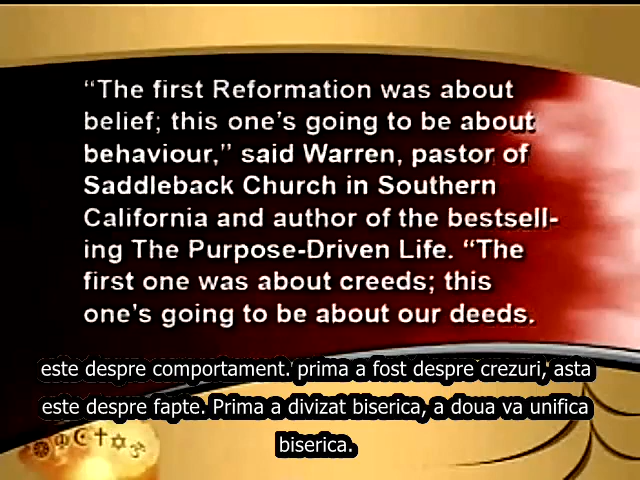 “The first Reformation was about
belief; this one's going to be about
behaviour,” said Warren, pastor of
Saddleback Church in Southern
California and author of the bestsell-
ing The Purpose-Driven Life. “The
first one was about creeds; this
one's going to be about our deeds.
este despre comportament. prima a fost despre crezuri, asta
este despre fapte. Prima a divizat biserica, a doua va unifica
biserica.